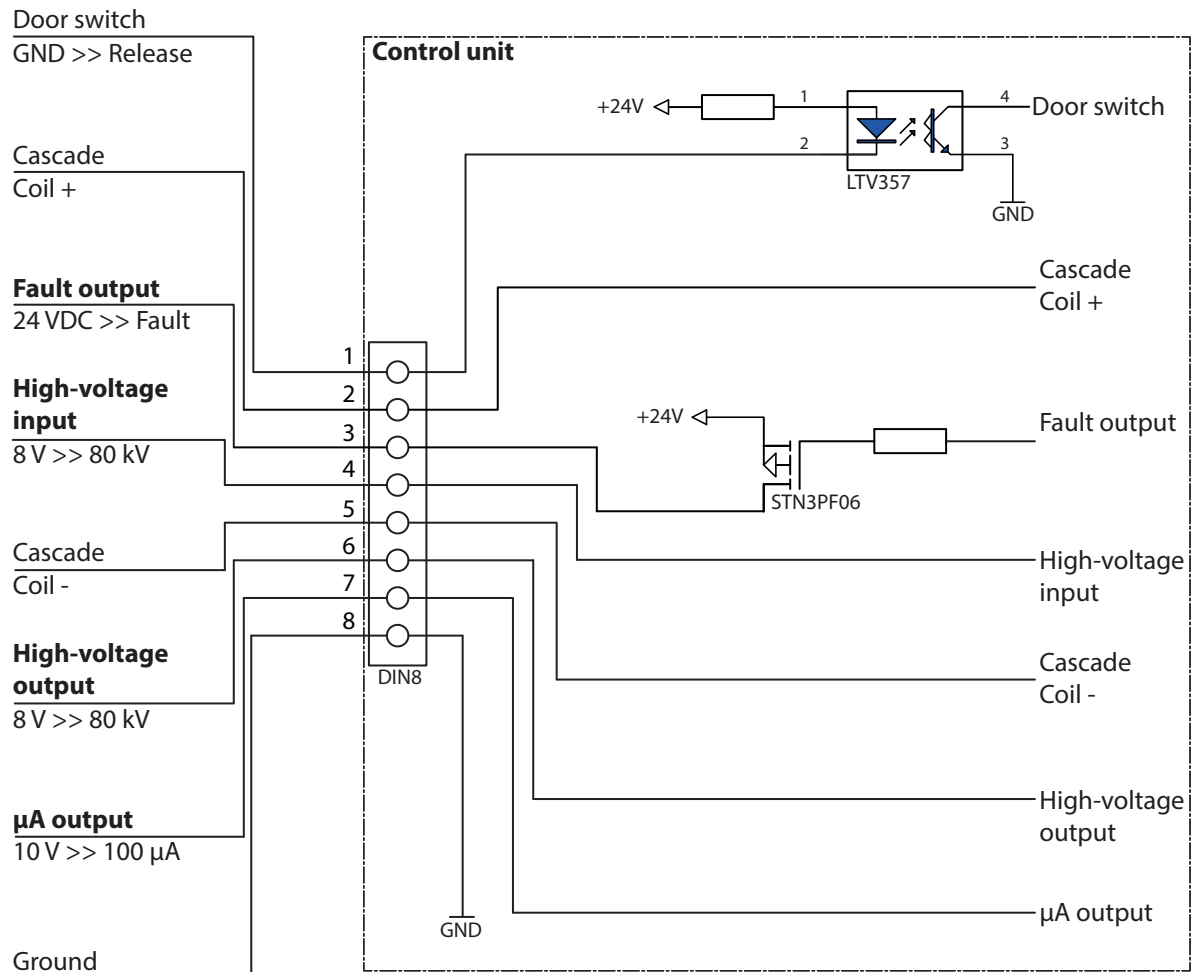 Door switch
GND >> Release
Cascade
Coil +
Fault output
24 VDC >> Fault
High-voltage
input
8 V >> 80 kV
Cascade
Coil -
High-voltage
output
8 V >> 80 kV
µA output
10 V >> 100 µA
Ground
1
2
3
4
5
6
7
8
DIN8
Control unit
+24V
1
2
4
3
LTV357
Door switch
GND
Cascade
Coil +
+24V
STN3PF06
Fault output
High-voltage
input
Cascade
Coil -
High-voltage
output
µA output
GND